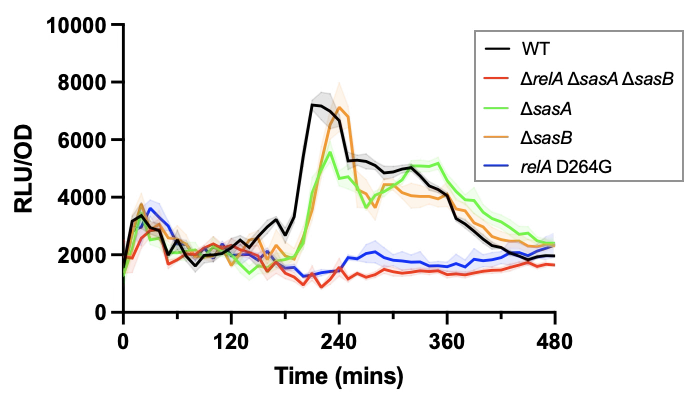 10000
8000
6000
4000
2000
0
RLU/OD
0 120 240 360 480
Time (mins)
WT
ΔrelA ΔsasA ΔsasB
ΔsasA
ΔsasB
relA D264G